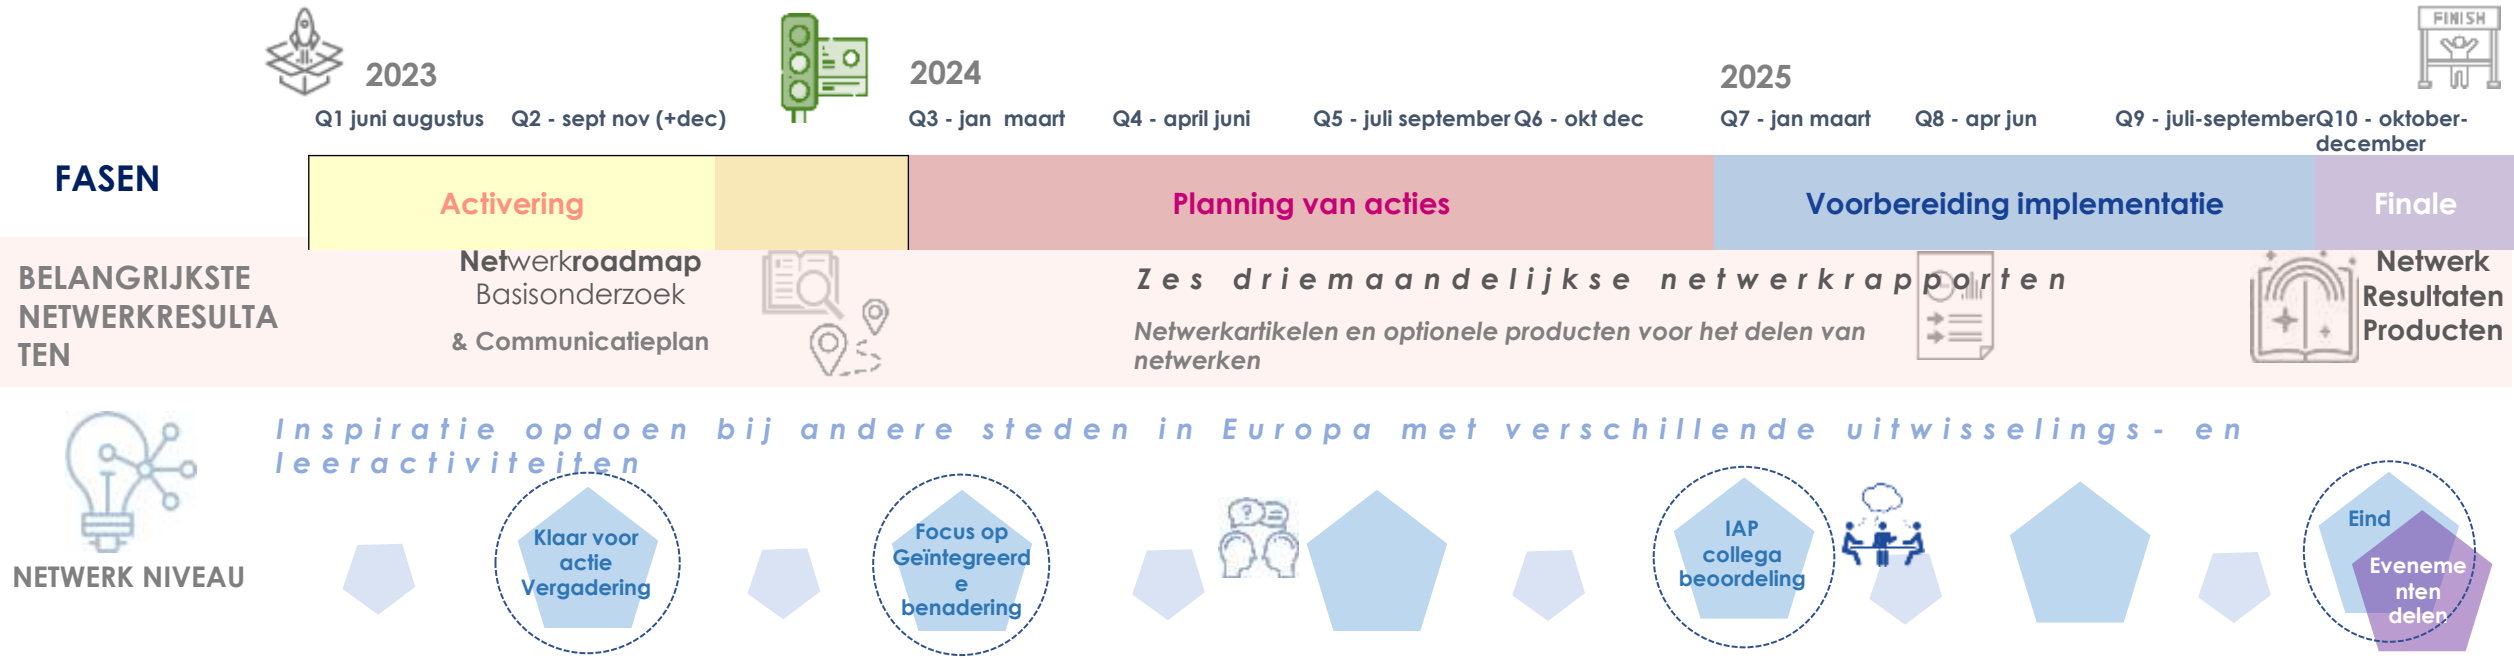 FINISH
2023
2024
2025
Q1 juni augustus
Q2 - sept nov (+dec)
Q3 - jan maart
Q4 - april juni
Q5 - juli september
Q6 - okt dec
Q7 - jan maart
Q8 - apr jun
Q9 - juli-september
Q10 - oktober-
december
FASEN
Activering
Planning van acties
Voorbereiding implementatie
Finale
BELANGRIJKSTE
NETWERKRESULTA
TEN
Netwerkroadmap
Basisonderzoek
& Communicatieplan
Zes driemaandelijkse netwerkrapporten
Netwerkartikelen en optionele producten voor het delen van
netwerken
Netwerk
Resultaten
Producten
Inspiratie opdoen bij andere steden in Europa met verschillende uitwisselings- en
leeractiviteiten
NETWERK NIVEAU
Klaar voor
actie
Vergadering
Focus op
Geïntegreerd
e
benadering
IAP
collega
beoordeling
Eind
Eveneme
nten
delen